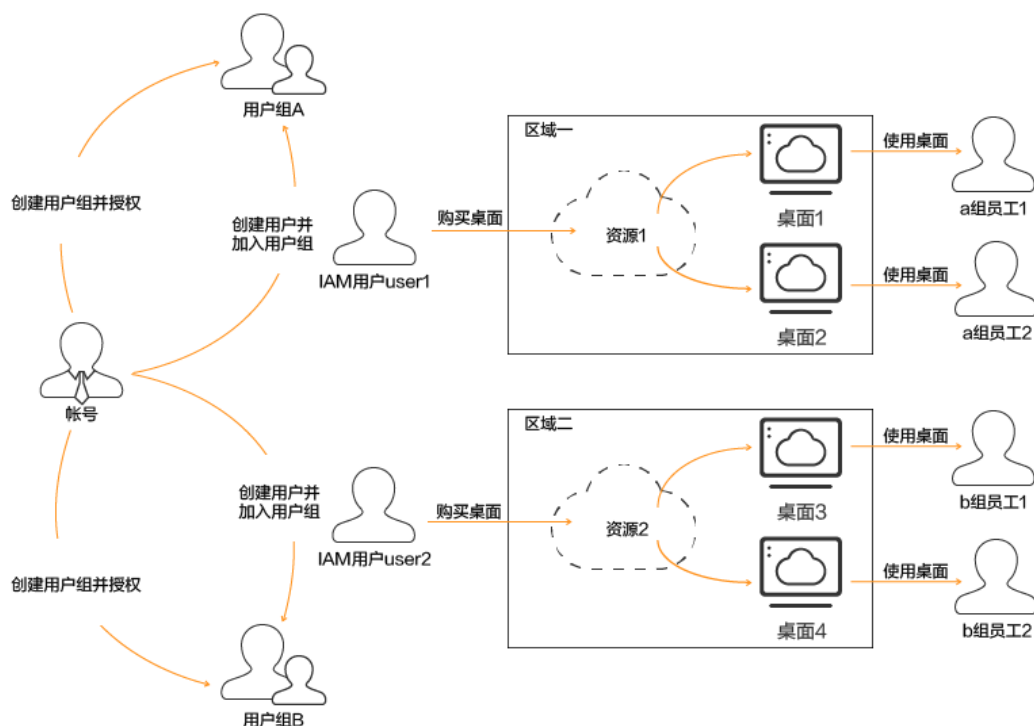 用户组A
创建用户组并授权
创建用户并
加入用户组
IAM用户user1
购买桌面
区域一
资源1
桌面1
桌面2
使用桌面
a组员工1
使用桌面
a组员工2
帐号
创建用户并
加入用户组
IAM用户user2
购买桌面
区域二
资源2
桌面3
桌面4
使用桌面
b组员工1
使用桌面
b组员工2
创建用户组并授权
用户组B